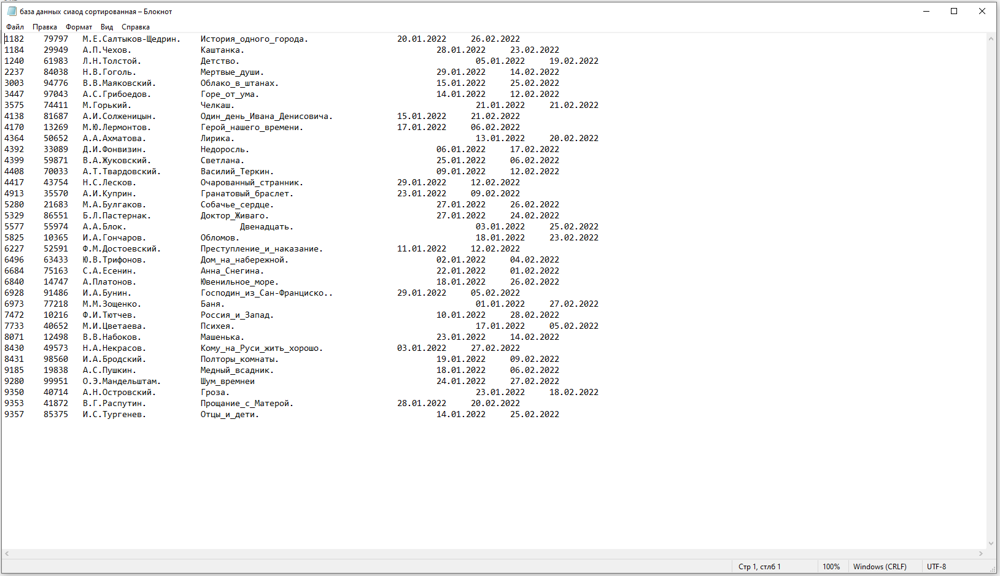 база данных сиаод сортированная – Блокнот
Файл Правка Формат Вид Справка
1182 79797 М.Е.Салтыков-Щедрин. История_одного_города. 20.01.2022 26.02.2022
1184 29949 А.П.Чехов. Каштанка. 28.01.2022 23.02.2022
1240 61983 Л.Н.Толстой. Детство. 05.01.2022 19.02.2022
2237 84038 Н.В.Гоголь. Мертвые_души. 29.01.2022 14.02.2022
3003 94776 В.В.Маяковский. Облако_в_штанах. 15.01.2022 25.02.2022
3447 97043 А.С.Грибоедов. Горе_от_ума. 14.01.2022 12.02.2022
3575 74411 М.Горький. Челкаш. 21.01.2022 21.02.2022
4138 81687 А.И.Солженицын. Один_день_Ивана_Денисовича. 15.01.2022 21.02.2022
4170 13269 М.Ю.Лермонтов. Герой_нашего_времени. 17.01.2022 06.02.2022
4364 50652 А.А.Ахматова. Лирика. 13.01.2022 20.02.2022
4392 33089 Д.И.Фонвизин. Недоросль. 06.01.2022 17.02.2022
4399 59871 В.А.Жуковский. Светлана. 25.01.2022 06.02.2022
4408 70033 А.Т.Твардовский. Василий_Теркин. 09.01.2022 12.02.2022
4417 43754 Н.С.Лесков. Очарованный_странник. 29.01.2022 12.02.2022
4913 35570 А.И.Куприн. Гранатовый_браслет. 23.01.2022 09.02.2022
5280 21683 М.А.Булгаков. Собачье_сердце. 27.01.2022 26.02.2022
5329 86551 Б.Л.Пастернак. Доктор_Живаго. 27.01.2022 24.02.2022
5577 55974 А.А.Блок. Двенадцать. 03.01.2022 25.02.2022
5825 10365 И.А.Гончаров. Обломов. 18.01.2022 23.02.2022
6227 52591 Ф.М.Достоевский. Преступление_и_наказание. 11.01.2022 12.02.2022
6496 63433 Ю.В.Трифонов. Дом_на_набережной. 02.01.2022 04.02.2022
6684 75163 С.А.Есенин. Анна_Снегина. 22.01.2022 01.02.2022
6840 14747 А.Платонов. Ювенильное_море. 18.01.2022 26.02.2022
6928 91486 И.А.Бунин. Господин_из_Сан-Франциско.. 29.01.2022 05.02.2022
6973 77218 М.М.Зощенко. Баня. 01.01.2022 27.02.2022
7472 10216 Ф.И.Тютчев. Россия_и_Запад. 10.01.2022 28.02.2022
7733 40652 М.И.Цветаева. Психея. 17.01.2022 05.02.2022
8071 12498 В.В.Набоков. Машенька. 23.01.2022 14.02.2022
8430 49573 Н.А.Некрасов. Кому_на_Руси_жить_хорошо. 03.01.2022 27.02.2022
8431 98560 И.А.Бродский. Полторы_комнаты. 19.01.2022 09.02.2022
9185 19838 А.С.Пушкин. Медный_всадник. 18.01.2022 06.02.2022
9280 99951 О.Э.Мандельштам. Шум_времнеи 24.01.2022 27.02.2022
9350 40714 А.Н.Островский. Гроза. 23.01.2022 18.02.2022
9353 41872 В.Г.Распутин. Прощание_с_Матерой. 28.01.2022 20.02.2022
9357 85375 И.С.Тургенев. Отцы_и_дети. 14.01.2022 25.02.2022
Стр 1, стлб 1 100% Windows (CRLF) UTF-8